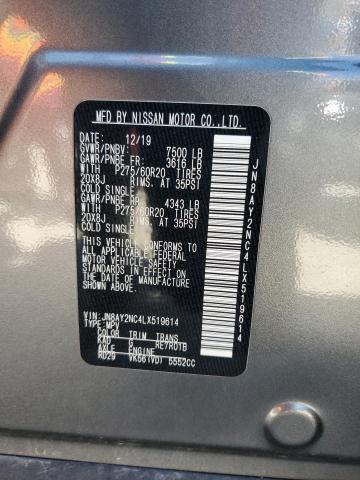 MFD BY NISSAN MOTOR CO.,LTD.
DATE: 12/19
GVWR/PNBV: 7500 LB
GAWR/PNBE FR: 3616 LB
WITH P275/60R20 TIRES
20X8J RIMS. AT 35PSI
COLD SINGLE
GAWR/PNBE RR: 4343 LB
WITH P275/60R20 TIRES
20X8J RIMS. AT 35PSI
COLD SINGLE
THIS VEHICLE CONFORMS TO
ALL APPLICABLE FEDERAL
MOTOR VEHICLE SAFETY
STANDARDS IN EFFECT ON
THE DATE OF MANUFACTURE
SHOWN ABOVE.
VIN:JN8AY2NC4LX519614
TYPE:MPV
COLOR TRIM TRANS
KAD G RE7R01B
AXLE ENGINE
RD29 VK56(VD) 5552CC
JN8AY2NC4LX519614